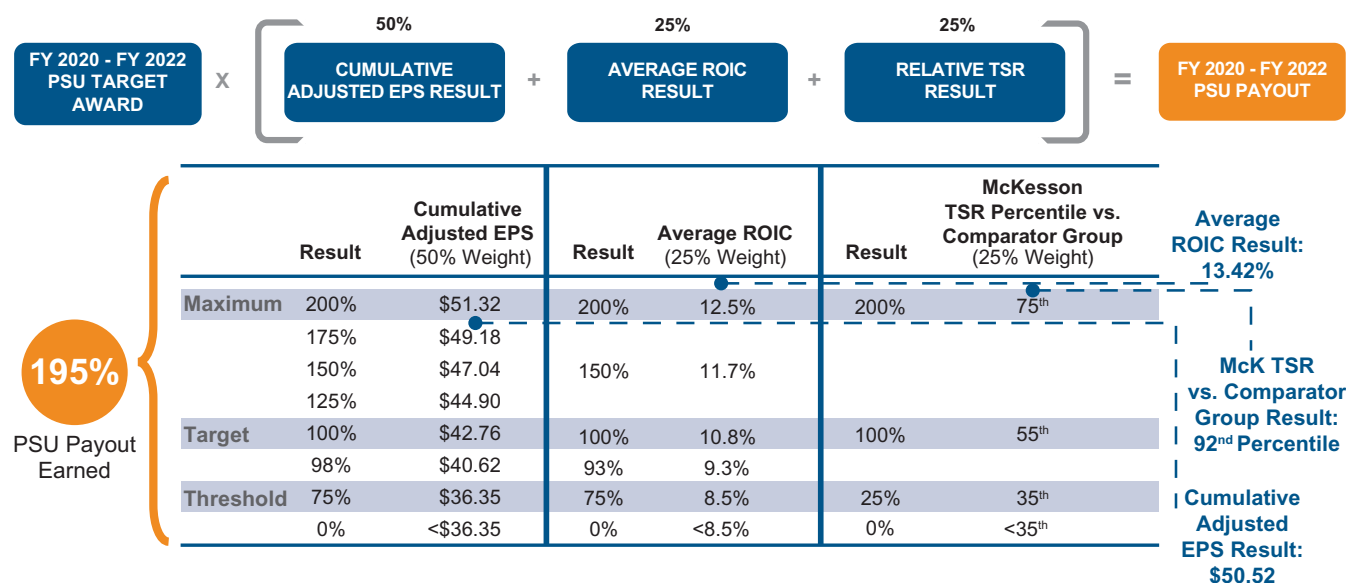 50%
25%
25%
FY 2020 - FY 2022
PSU TARGET
AWARD
X
CUMULATIVE
ADJUSTED EPS RESULT
+
AVERAGE ROIC
RESULT
+
RELATIVE TSR
RESULT
=
FY 2020 - FY 2022
PSU PAYOUT
195%
PSU Payout
Earned
Result
Cumulative
Adjusted EPS
(50% Weight)
Result
Average ROIC
(25% Weight)
Result
McKesson
TSR Percentile vs.
Comparator Group
(25% Weight)
Maximum 200% $51.32 200% 12.5% 200% 75th
175% $49.18
150% $47.04 150% 11.7%
125% $44.90
Target 100% $42.76 100% 10.8% 100% 55th
98% $40.62 93% 9.3%
Threshold 75% $36.35 75% 8.5% 25% 35th
0% <$36.35 0% <8.5% 0% <35th
Average
ROIC Result:
13.42%
McK TSR
vs. Comparator
Group Result:
92nd Percentile
Cumulative
Adjusted
EPS Result:
$50.52